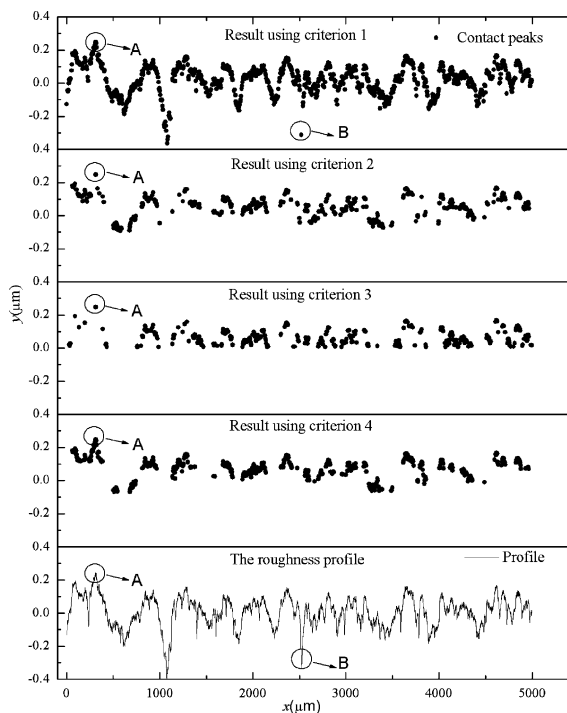 0.4
Result using criterion 1
Contact peaks
A
0.2
0.0
-0.2
B
0.4
Result using criterion 2
A
0.2
0.0
-0.2
0.4
Result using criterion 3
A
0.2
0.0
-0.2
y(μm)
0.4
Result using criterion 4
A
0.2
0.0
-0.2
0.4
The roughness profile
Profile
A
0.2
0.0
-0.2
B
-0.4
0 1000 2000 3000 4000 5000
x(μm)